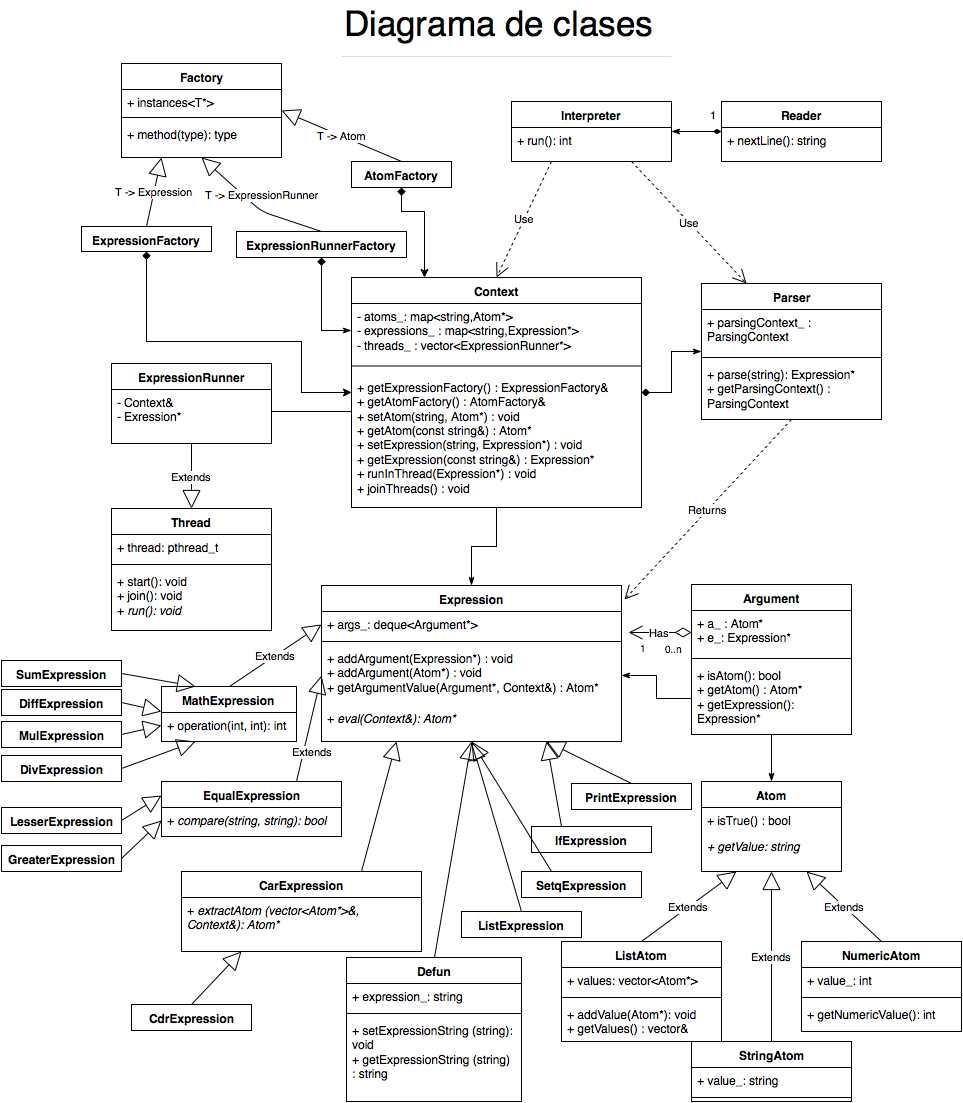 Diagrama de clases
Factory
+ instances<T*>
+ method(type): type
T -> Atom
T -> Expression
T -> ExpressionRunner
AtomFactory
ExpressionFactory
ExpressionRunnerFactory
Interpreter
+ run(): int
1
Reader
+ nextLine(): string
Use
Use
Context
- atoms_: map<string,Atom*>
- expressions_ : map<string,Expression*>
- threads_ : vector<ExpressionRunner*>
+ getExpressionFactory() : ExpressionFactory&
+ getAtomFactory() : AtomFactory&
+ setAtom(string, Atom*) : void
+ getAtom(const string&) : Atom*
+ setExpression(string, Expression*) : void
+ getExpression(const string&) : Expression*
+ runInThread(Expression*) : void
+ joinThreads() : void
Parser
+ parsingContext_ :
ParsingContext
+ parse(string): Expression*
+ getParsingContext() :
ParsingContext
ExpressionRunner
- Context&
- Exression*
Extends
Thread
+ thread: pthread_t
+ start(): void
+ join(): void
+ run(): void
Returns
Expression
+ args_: deque<Argument*>
+ addArgument(Expression*) : void
+ addArgument(Atom*) : void
+ getArgumentValue(Argument*, Context&) : Atom*
+ eval(Context&): Atom*
Has
1
0..n
Argument
+ a_ : Atom*
+ e_: Expression*
+ isAtom(): bool
+ getAtom() : Atom*
+ getExpression():
Expression*
Extends
SumExpression
DiffExpression
MulExpression
DivExpression
MathExpression
+ operation(int, int): int
Extends
EqualExpression
+ compare(string, string): bool
LesserExpression
GreaterExpression
CarExpression
+ extractAtom (vector<Atom*>&,
Context&): Atom*
CdrExpression
Defun
+ expression_: string
+ setExpressionString (string):
void
+ getExpressionString (string)
: string
ListExpression
SetqExpression
IfExpression
PrintExpression
Atom
+ isTrue() : bool
+ getValue: string
Extends
Extends
Extends
ListAtom
+ values: vector<Atom*>
+ addValue(Atom*): void
+ getValues() : vector&
NumericAtom
+ value_: int
+ getNumericValue(): int
StringAtom
+ value_: string